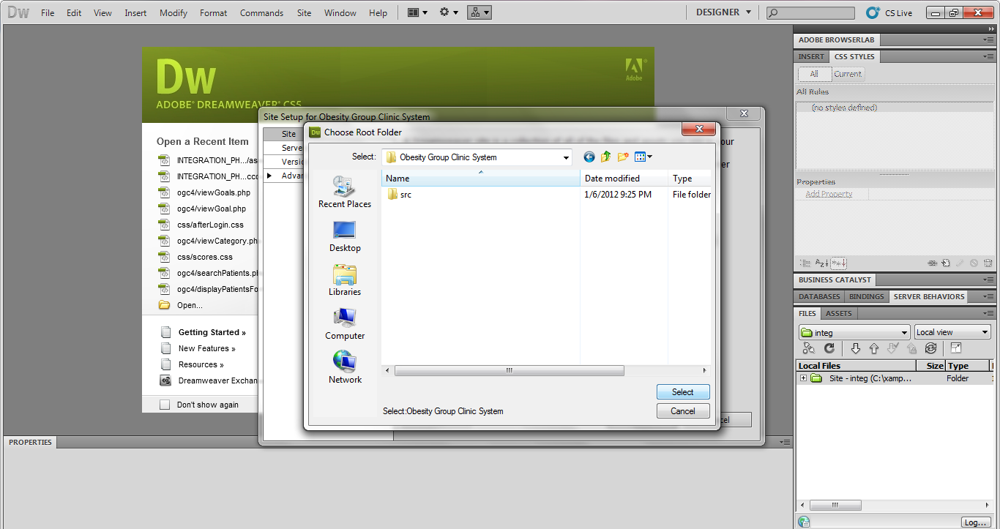 Dw File Edit View Insert Modify Format Commands Site Window Help DESIGNER CS Live
Dw
ADOBE® DREAMWEAVER® CS5
Adobe
Open a Recent Item
INTEGRATION_PH.../as
INTEGRATION_PH...cc
ogc4/viewGoals.php
ogc4/viewGoal.php
css/afterLogin.css
ogc4/viewCategory.ph
css/scores.css
ogc4/searchPatients.p
ogc4/displayPatientsFo
Open...
Getting Started »
New Features »
Resources »
Dreamweaver Exchan
Don't show again
Site Setup for Obesity Group Clinic System
Site
Serve
Versio
Advan
our
er
cel
Dw Choose Root Folder
Select: Obesity Group Clinic System
Name Date modified Type
src 1/6/2012 9:25 PM File folder
Recent Places
Desktop
Libraries
Computer
Network
Select
Select:Obesity Group Clinic System
Cancel
ADOBE BROWSERLAB
INSERT CSS STYLES
All Current
All Rules
(no styles defined)
Properties
Add Property
BUSINESS CATALYST
DATABASES BINDINGS SERVER BEHAVIORS
FILES ASSETS
integ Local view
Local Files Size Type
Site - integ (C:\xamp... Folder
Log...
PROPERTIES